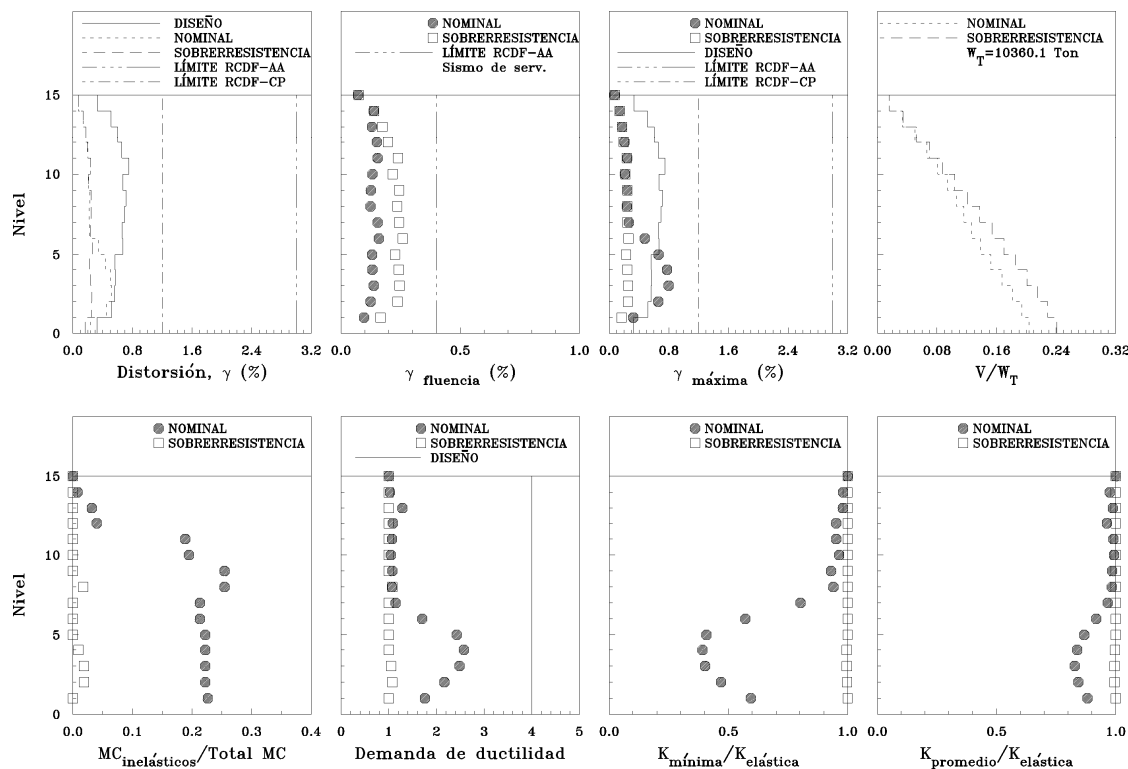 DISEÑO
NOMINAL
SOBRERRESISTENCIA
LÍMITE RCDF-AA
LÍMITE RCDF-CP
Nivel
15
10
5
0
0.0 0.8 1.6 2.4 3.2
Distorsión, γ (%)
NOMINAL
SOBRERRESISTENCIA
LÍMITE RCDF-AA
Sismo de serv.
0.0 0.5 1.0
γ fluencia (%)
NOMINAL
SOBRERRESISTENCIA
DISEÑO
LÍMITE RCDF-AA
LÍMITE RCDF-CP
0.0 0.8 1.6 2.4 3.2
γ máxima (%)
NOMINAL
SOBRERRESISTENCIA
W_T=10360.1 Ton
0.00 0.08 0.16 0.24 0.32
V/W_T
NOMINAL
SOBRERRESISTENCIA
Nivel
15
10
5
0
0.0 0.1 0.2 0.3 0.4
MC inelásticos/Total MC
NOMINAL
SOBRERRESISTENCIA
DISEÑO
0 1 2 3 4 5
Demanda de ductilidad
NOMINAL
SOBRERRESISTENCIA
0.0 0.5 1.0
K mínima/K elástica
NOMINAL
SOBRERRESISTENCIA
0.0 0.5 1.0
K promedio/K elástica